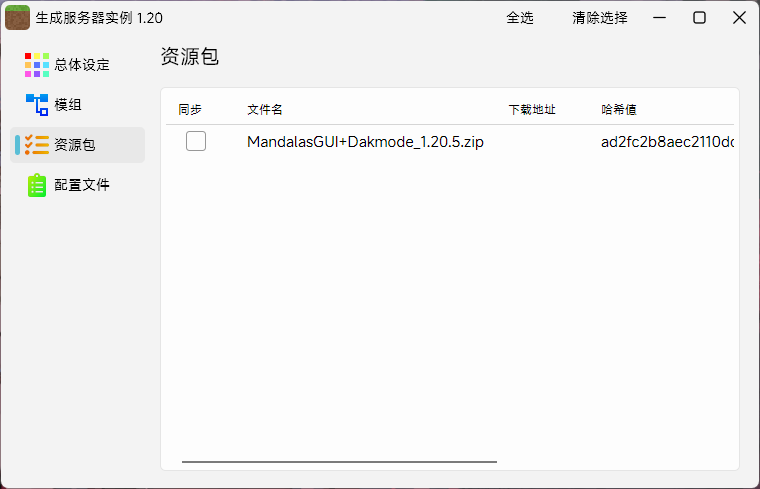 生成服务器实例 1.20
全选
清除选择
总体设定
模组
资源包
配置文件
资源包
同步 文件名 下载地址 哈希值
MandalasGUI+Dakmode_1.20.5.zip ad2fc2b8aec2110dc